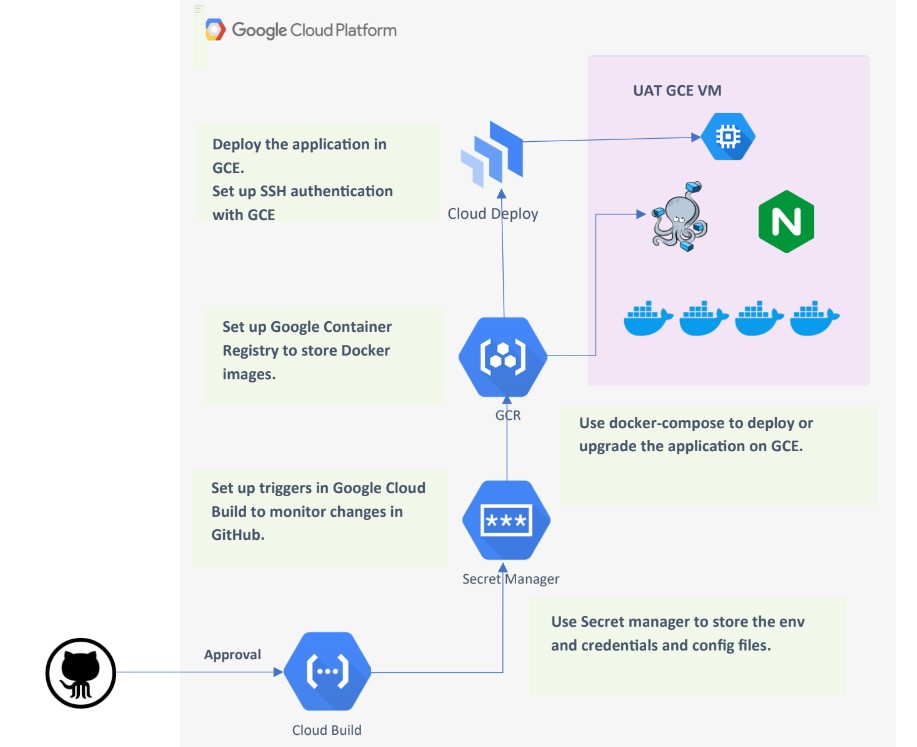 Google Cloud Platform
UAT GCE VM
Deploy the application in
GCE.
Set up SSH authentication
with GCE
Cloud Deploy
N
Set up Google Container
Registry to store Docker
images.
GCR
Use docker-compose to deploy or
upgrade the application on GCE.
Set up triggers in Google Cloud
Build to monitor changes in
GitHub.
***
Secret Manager
Use Secret manager to store the env
and credentials and config files.
Approval
Cloud Build